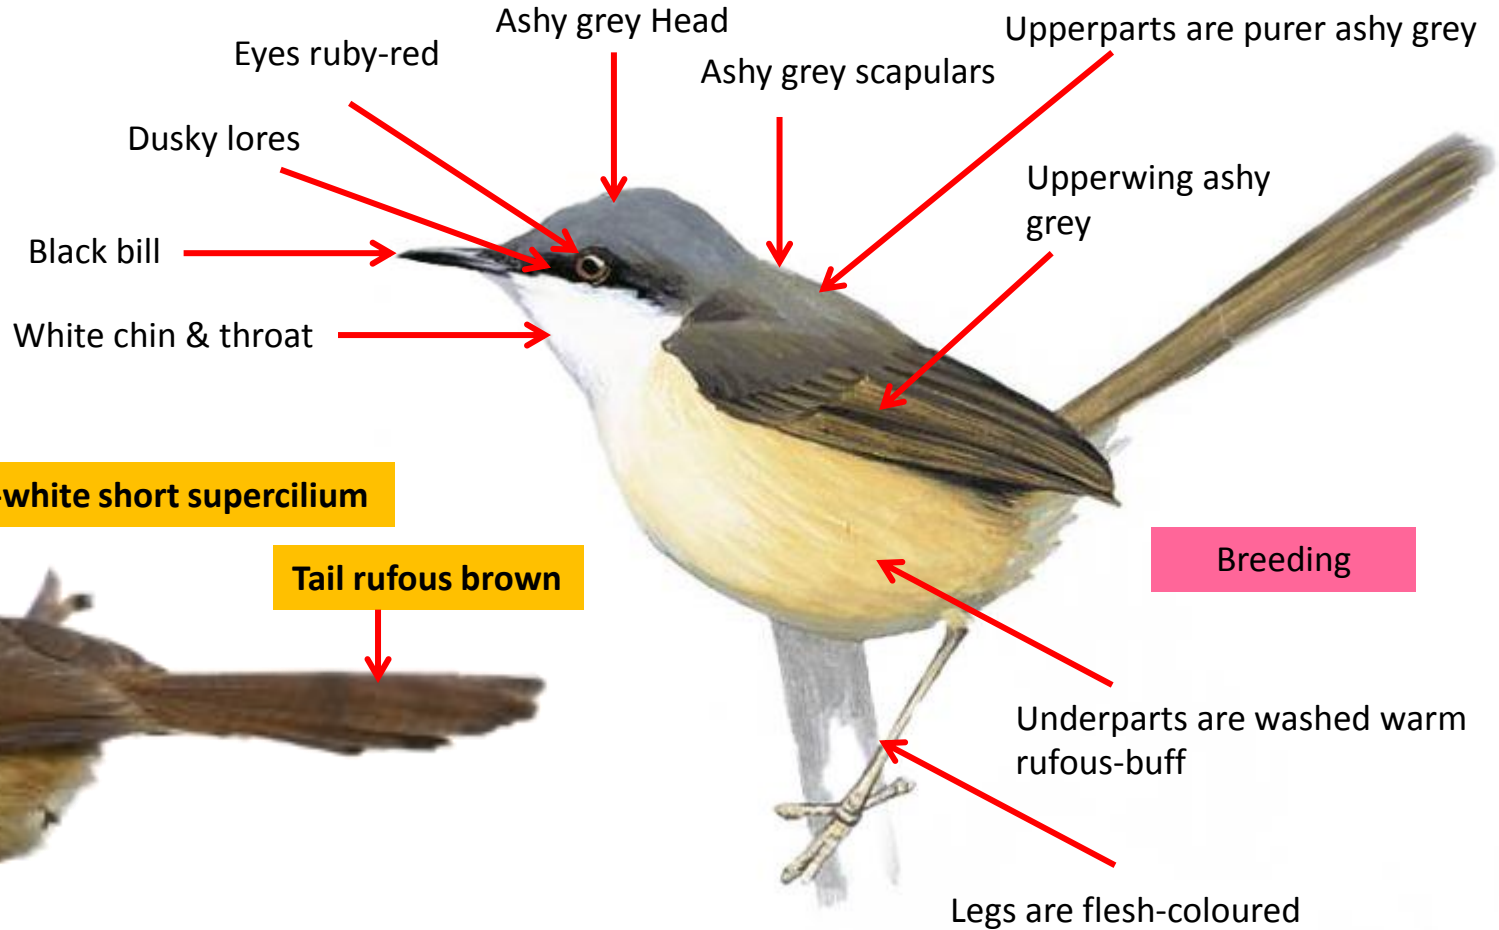 Ashy grey Head
Upperparts are purer ashy grey
Eyes ruby-red
Ashy grey scapulars
Dusky lores
Upperwing ashy
grey
Black bill
White chin & throat
-white short supercilium
Tail rufous brown
Breeding
Underparts are washed warm
rufous-buff
Legs are flesh-coloured